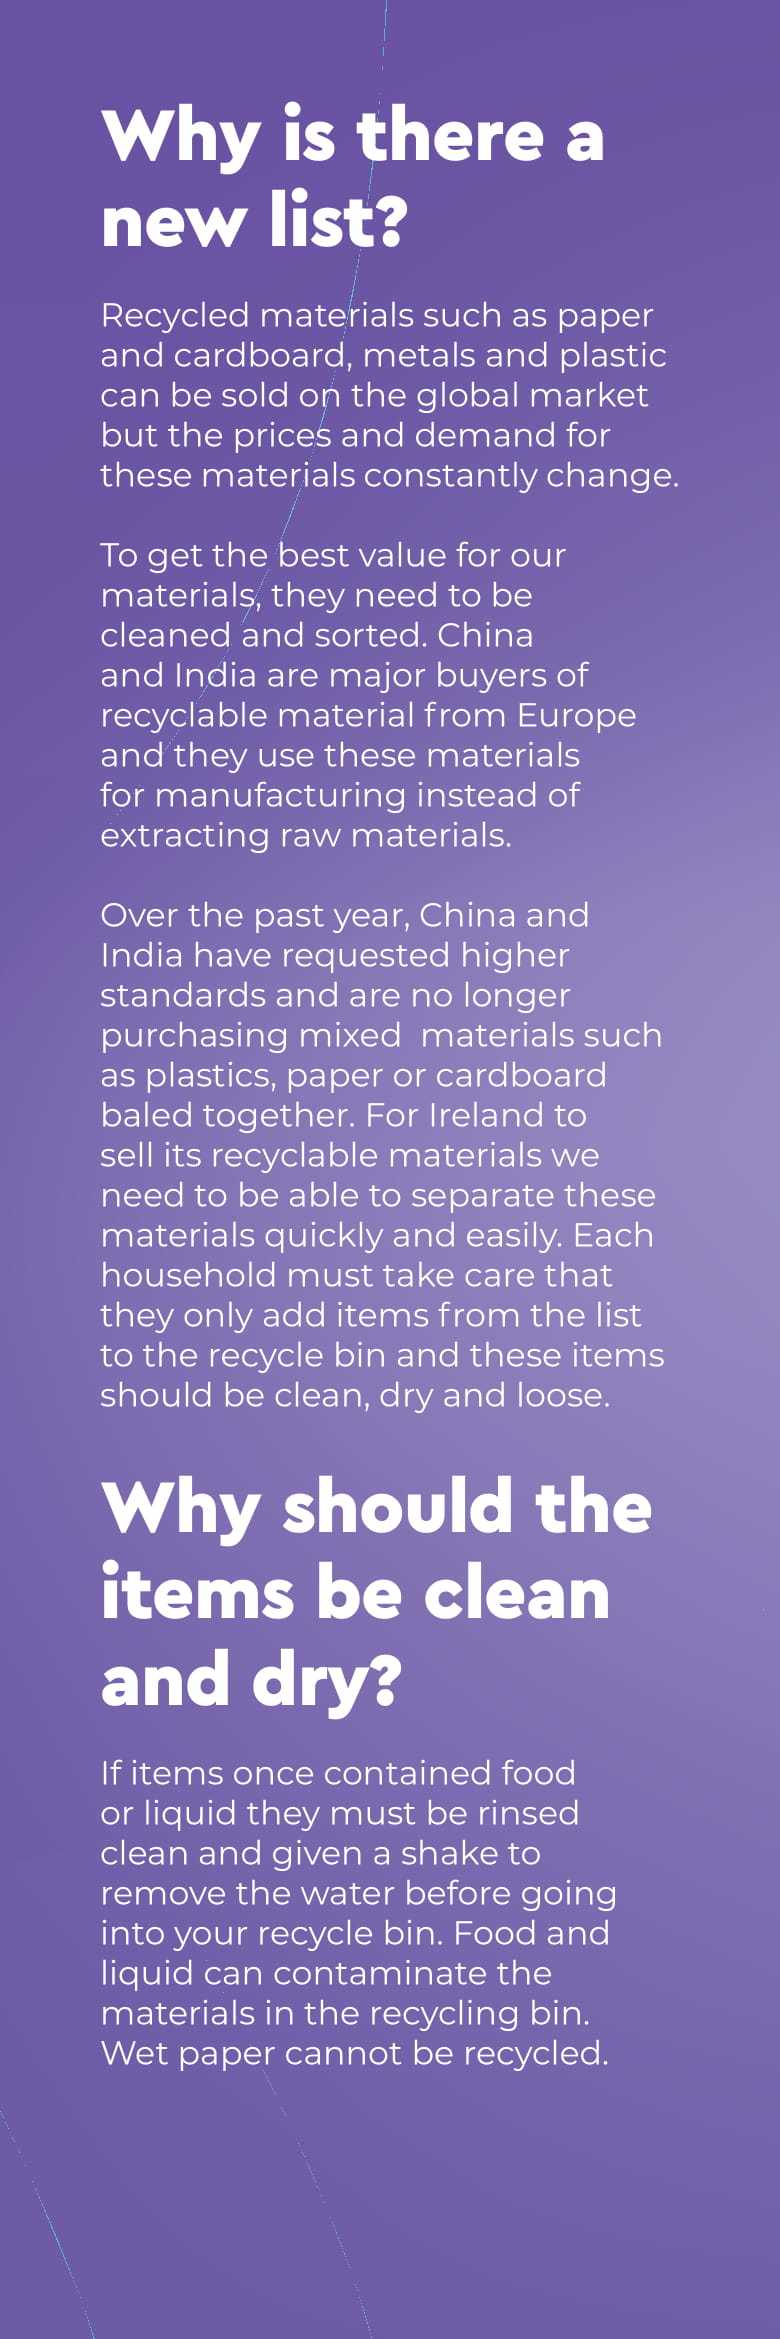 Why is there a
new list?
Recycled materials such as paper
and cardboard, metals and plastic
can be sold on the global market
but the prices and demand for
these materials constantly change.
To get the best value for our
materials, they need to be
cleaned and sorted. China
and India are major buyers of
recyclable material from Europe
and they use these materials
for manufacturing instead of
extracting raw materials.
Over the past year, China and
India have requested higher
standards and are no longer
purchasing mixed  materials such
as plastics, paper or cardboard
baled together. For Ireland to
sell its recyclable materials we
need to be able to separate these
materials quickly and easily. Each
household must take care that
they only add items from the list
to the recycle bin and these items
should be clean, dry and loose.
Why should the
items be clean
and dry?
If items once contained food
or liquid they must be rinsed
clean and given a shake to
remove the water before going
into your recycle bin. Food and
liquid can contaminate the
materials in the recycling bin.
Wet paper cannot be recycled.